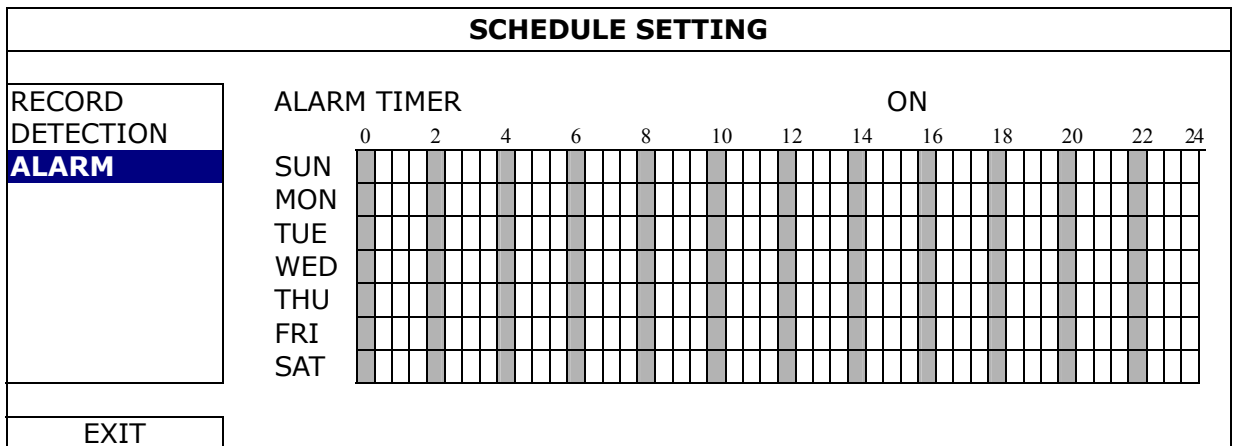 SCHEDULE SETTING
RECORD
DETECTION
ALARM
ALARM TIMER ON
0 2 4 6 8 10 12 14 16 18 20 22 24
SUN
MON
TUE
WED
THU
FRI
SAT
EXIT